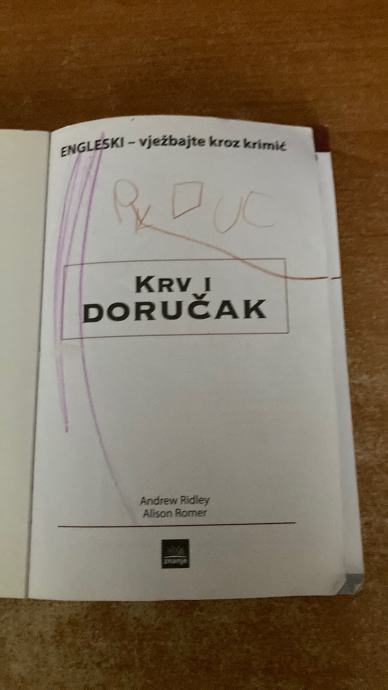 ENGLESKI – vježbajte kroz krimić
KRV I
DORUČAK
Andrew Ridley
Alison Romer
znanje